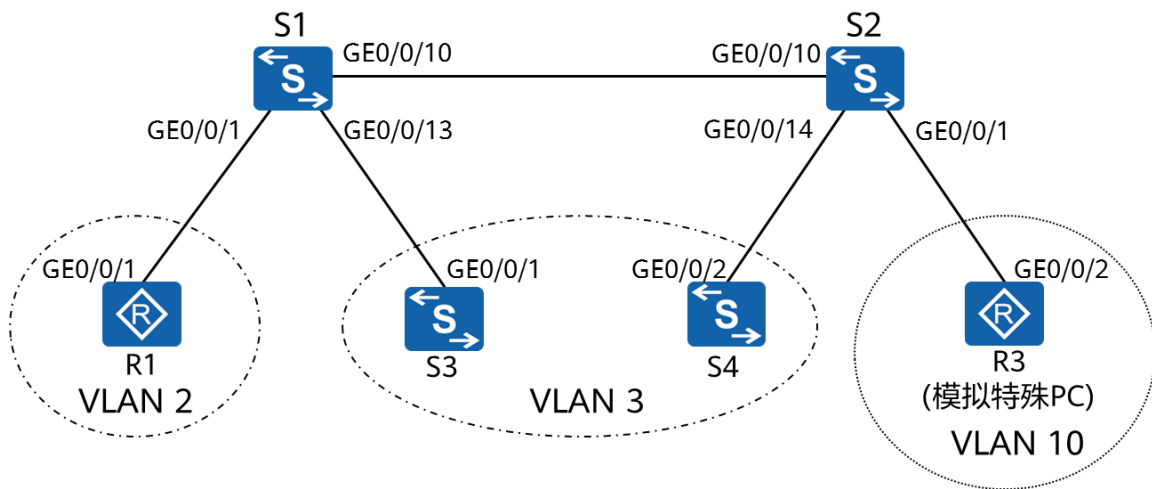 S1
S2
GE0/0/10
GE0/0/10
S
S
GE0/0/1
GE0/0/13
GE0/0/14
GE0/0/1
GE0/0/1
GE0/0/1
GE0/0/2
GE0/0/2
R
S
S
R
R1
S3
S4
R3
VLAN 2
VLAN 3
(模拟特殊PC)
VLAN 10